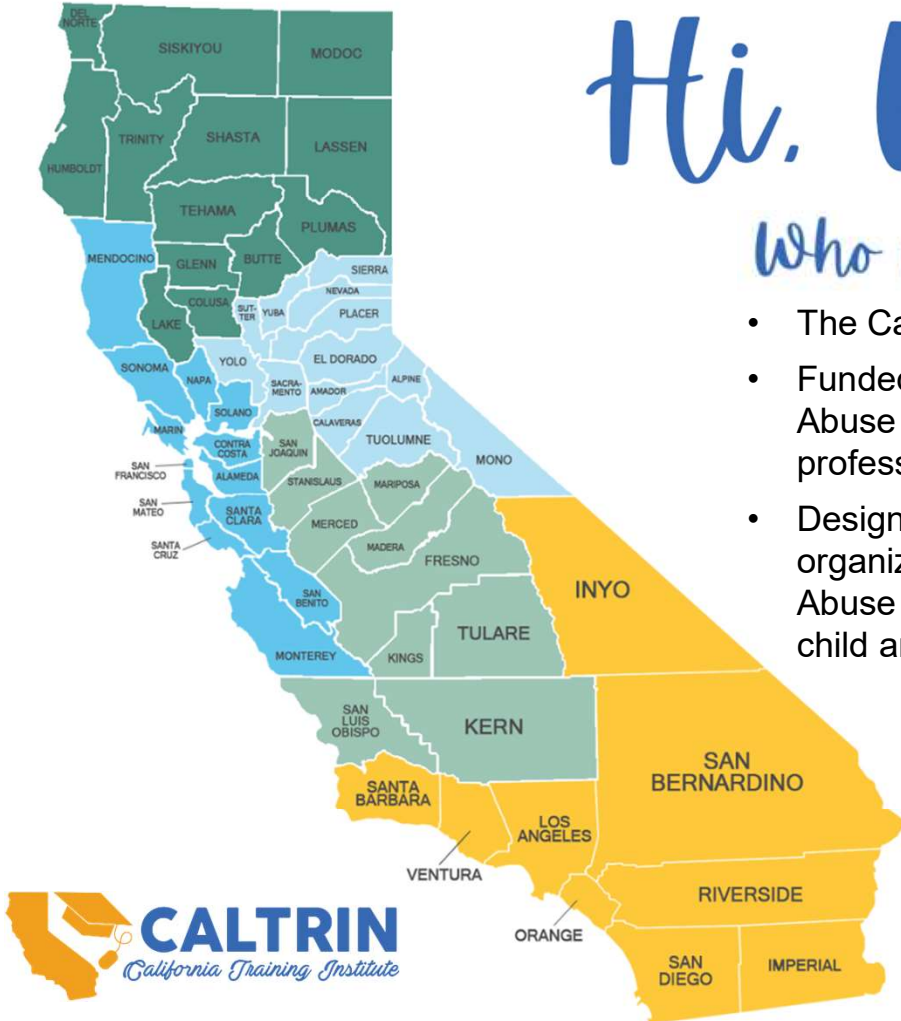 Hi,
Who
• The Ca
• Funded
Abuse
profess
• Design
organiz
Abuse
child an
DEL
NORTE
SISKIYOU
MODOC
HUMBOLDT
TRINITY
SHASTA
LASSEN
TEHAMA
PLUMAS
MENDOCINO
GLENN
BUTTE
SIERRA
NEVADA
COLUSA
SUT-
TER
YUBA
PLACER
LAKE
SONOMA
NAPA
YOLO
EL DORADO
SACRA-
MENTO
AMADOR
ALPINE
SOLANO
CALAVERAS
MARIN
CONTRA
COSTA
SAN
JOAQUIN
TUOLUMNE
MONO
SAN
FRANCISCO
ALAMEDA
STANISLAUS
MARIPOSA
SAN
MATEO
SANTA
CLARA
MERCED
SANTA
CRUZ
MADERA
FRESNO
SAN
BENITO
INYO
MONTEREY
KINGS
TULARE
SAN
LUIS
OBISPO
KERN
SANTA
BARBARA
SAN
BERNARDINO
LOS
ANGELES
VENTURA
RIVERSIDE
ORANGE
SAN
DIEGO
IMPERIAL
CALTRIN
California Training Institute